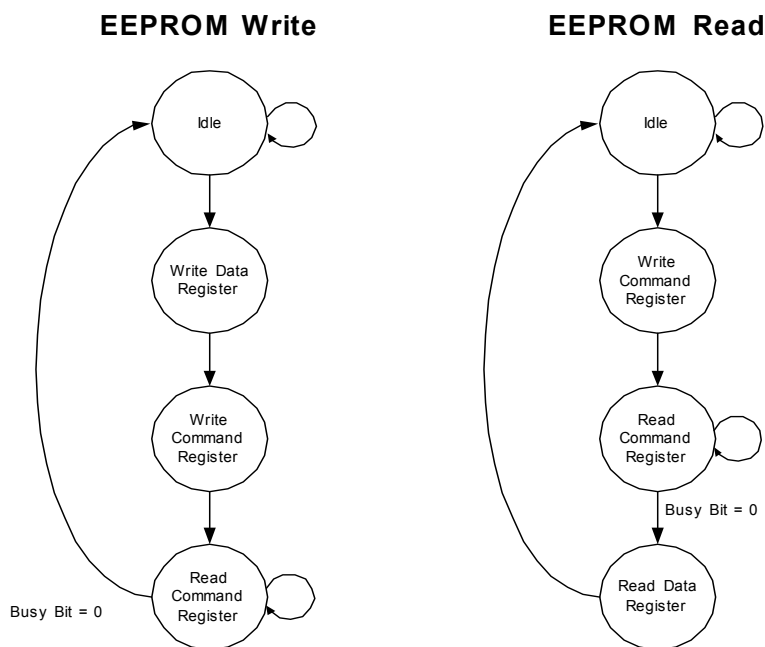 EEPROM Write
Idle
Write Data
Register
Write
Command
Register
Read
Command
Register
Busy Bit = 0
EEPROM Read
Idle
Write
Command
Register
Read
Command
Register
Busy Bit = 0
Read Data
Register